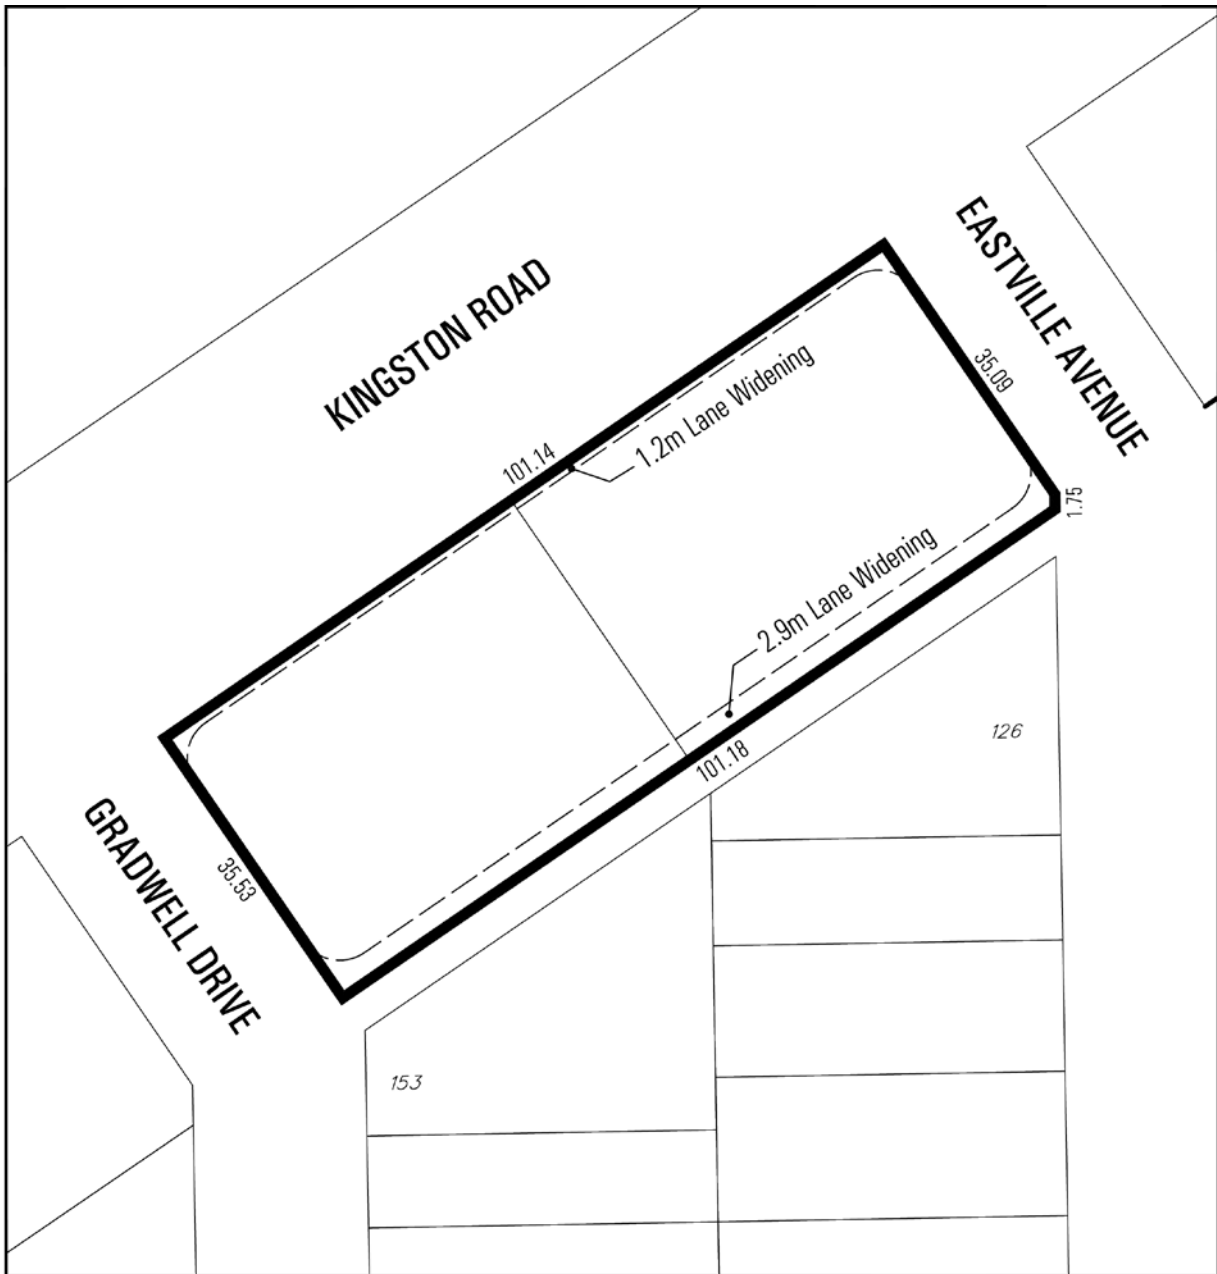 EASTVILLE AVENUE
KINGSTON ROAD
35.09
1.2m Lane Widening
101.14
1.75
2.9m Lane Widening
126
101.18
GRADWELL DRIVE
35.53
153